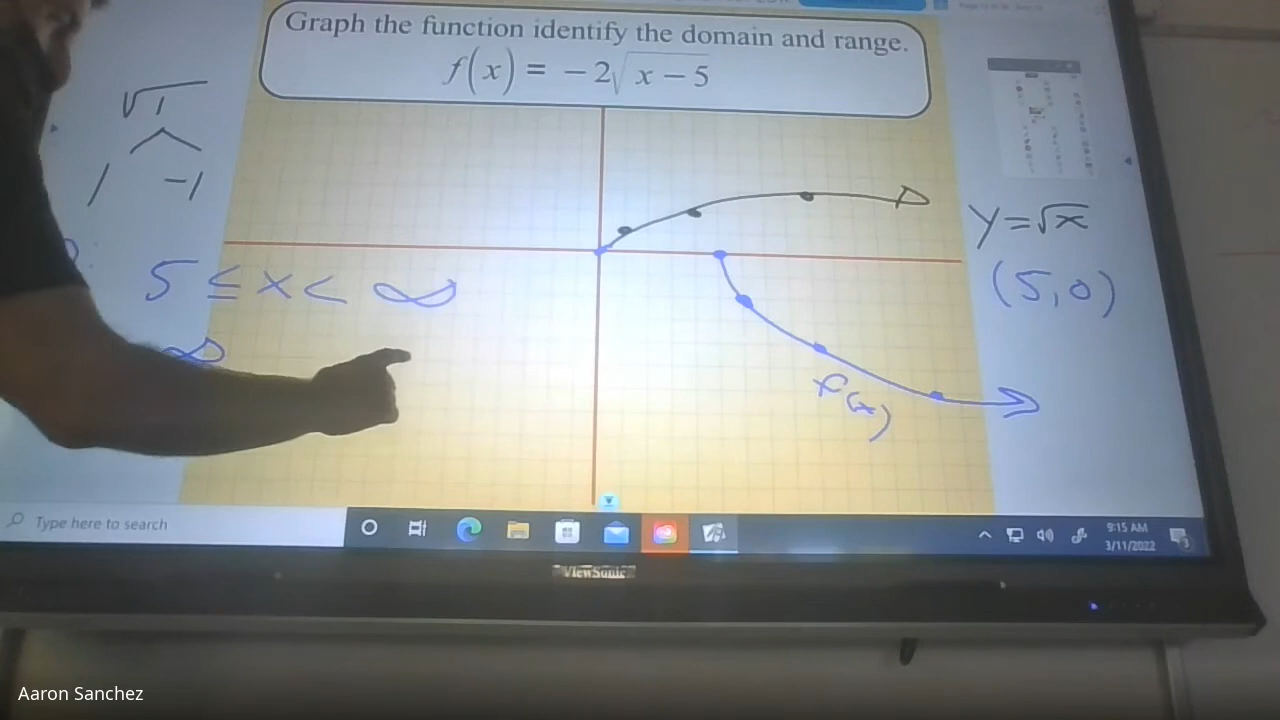 Graph the function identify the domain and range.
f(x) = −2√x − 5
√1
1 -1
y=√x
(5,0)
5 ≤ x < ∞
∞
f(x)
Type here to search
9:15 AM
3/11/2022
ViewSonic
Aaron Sanchez